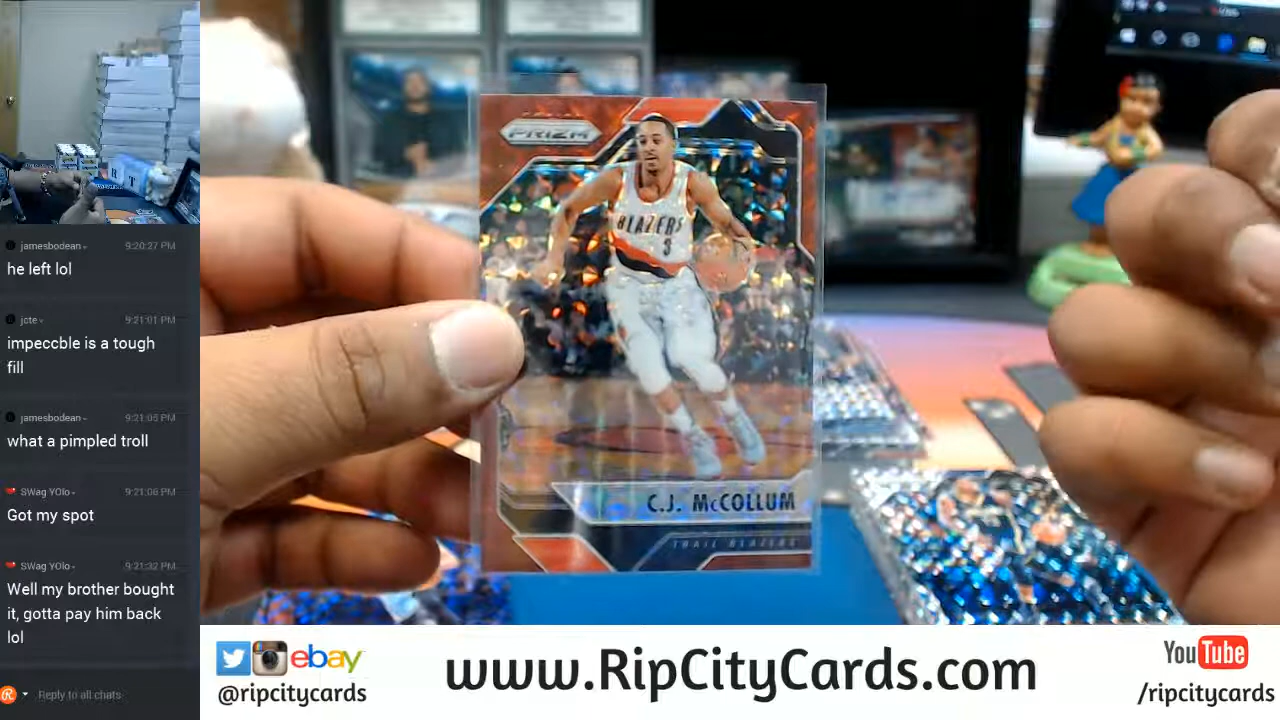 jamesbodean
9:20:27 PM
he left lol
jcte
9:21:01 PM
impeccble is a tough
fill
jamesbodean
9:21:05 PM
what a pimpled troll
SWag YOlo
9:21:06 PM
Got my spot
SWag YOlo
9:21:32 PM
Well my brother bought
it, gotta pay him back
lol
Reply to all chats
PRIZM
BLAZERS
3
C.J. McCOLLUM
TRAIL BLAZERS
ebay
@ripcitycards
www.RipCityCards.com
YouTube
/ripcitycards